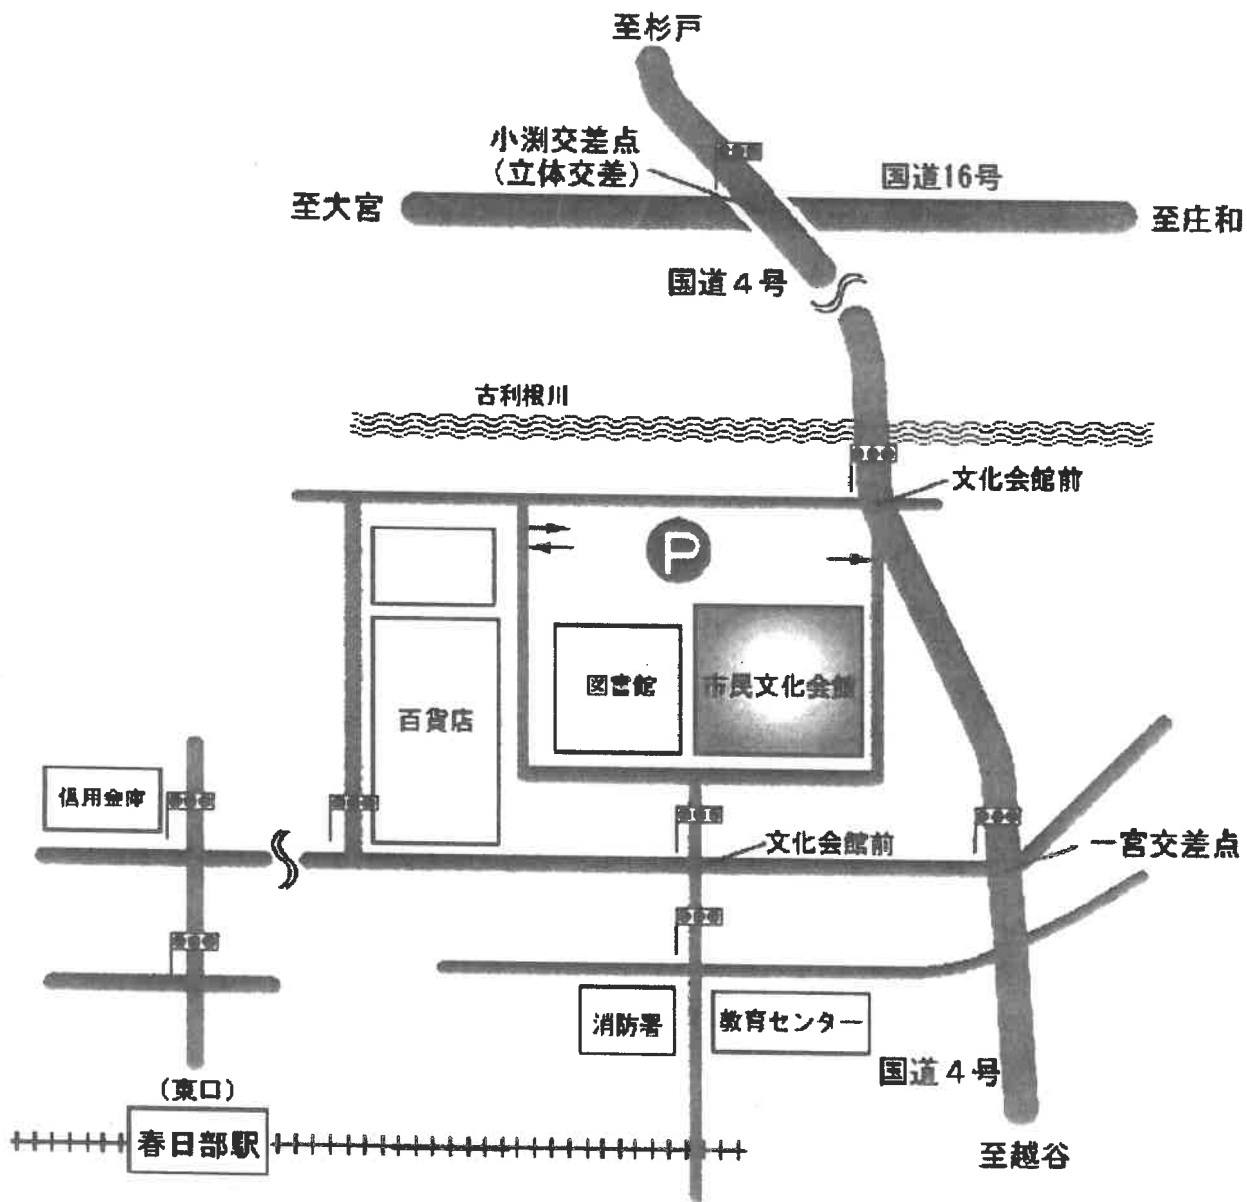 至杉戸
小渕交差点
(立体交差)
国道16号
至大宮
至庄和
国道4号
古利根川
文化会館前
P
図書館
市民文化会館
百貨店
信用金庫
文化会館前
一宮交差点
消防署
教育センター
国道4号
(東口)
春日部駅
至越谷